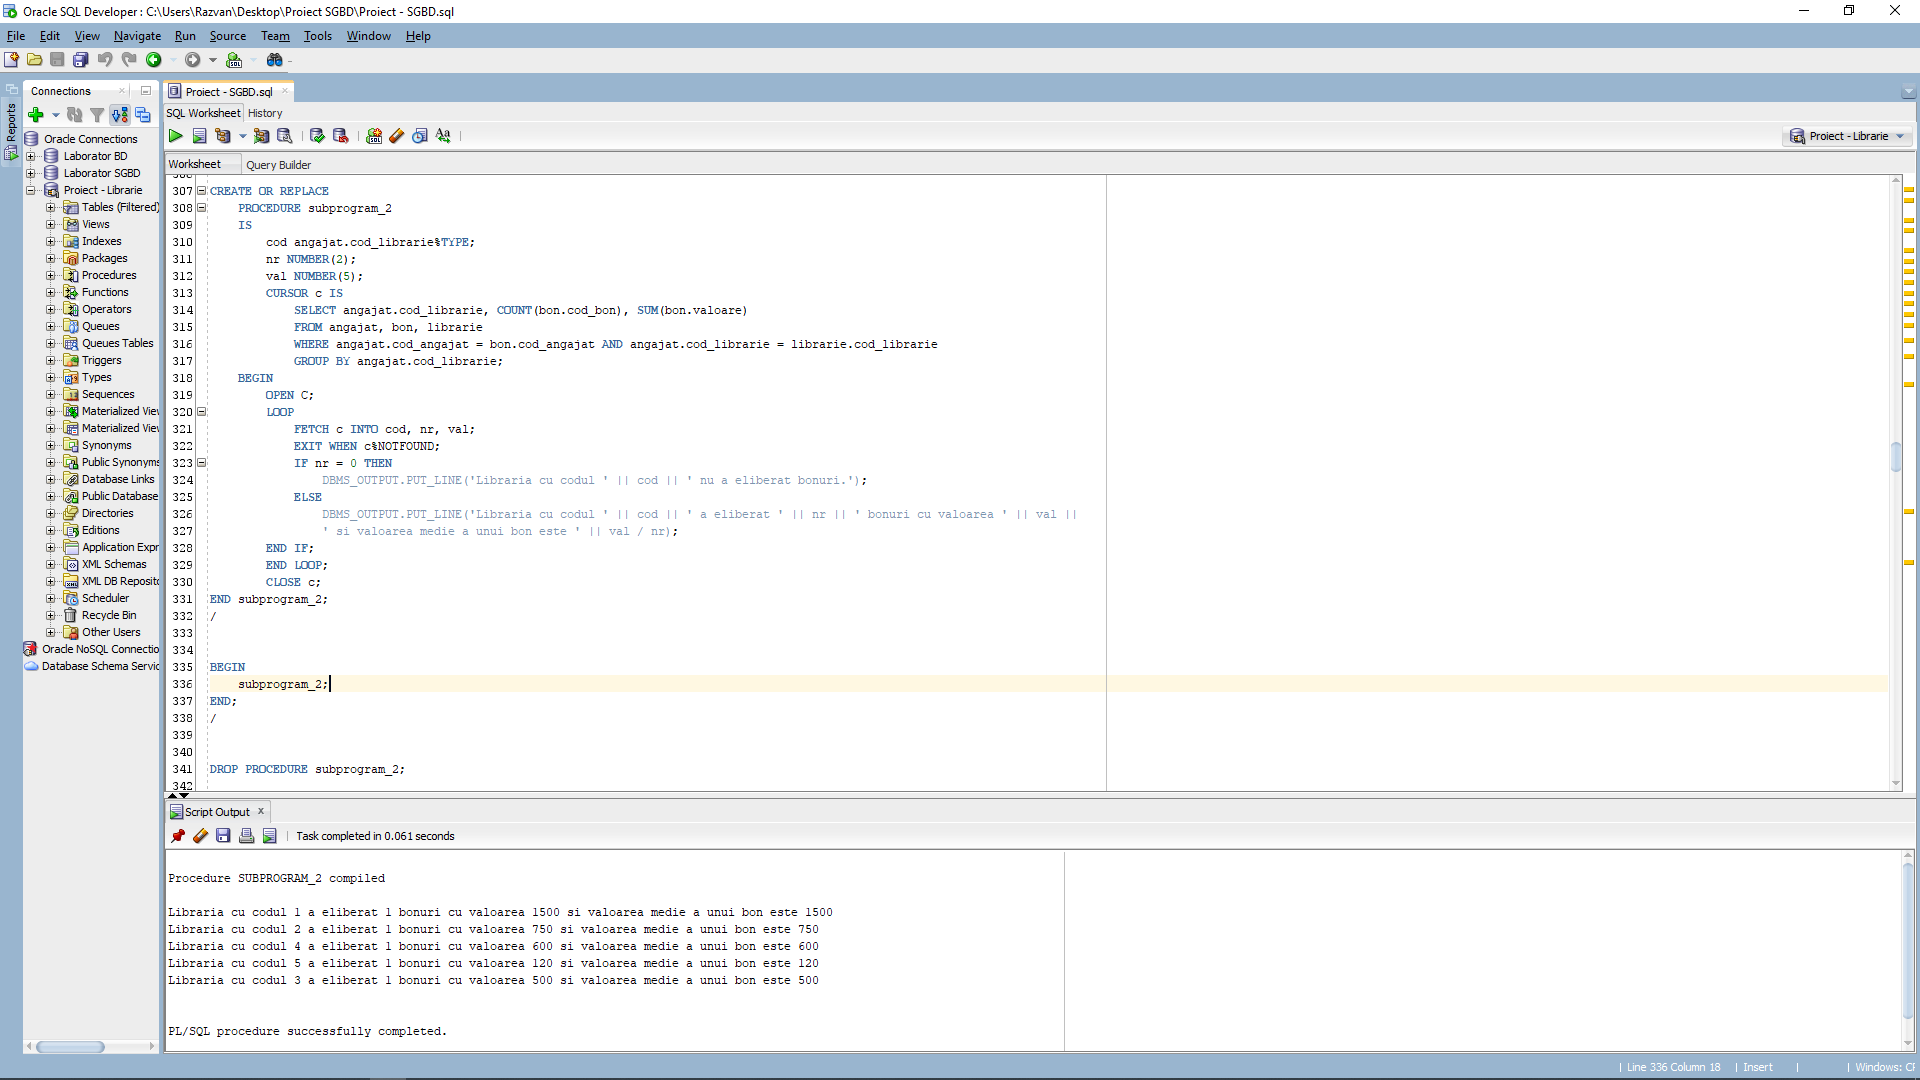 Oracle SQL Developer : C:\Users\Razvan\Desktop\Proiect SGBD\Proiect - SGBD.sql
File Edit View Navigate Run Source Team Tools Window Help
Reports
Connections
Oracle Connections
Laborator BD
Laborator SGBD
Proiect - Librarie
Tables (Filtered)
Views
Indexes
Packages
Procedures
Functions
Operators
Queues
Queues Tables
Triggers
Types
Sequences
Materialized View
Materialized View
Synonyms
Public Synonyms
Database Links
Public Database
Directories
Editions
Application Expr
XML Schemas
XML DB Reposito
Scheduler
Recycle Bin
Other Users
Oracle NoSQL Connectio
Database Schema Servic
Proiect - SGBD.sql
SQL Worksheet History
Proiect - Librarie
Worksheet Query Builder
307 CREATE OR REPLACE
308 PROCEDURE subprogram_2
309 IS
310 cod angajat.cod_librarie%TYPE;
311 nr NUMBER(2);
312 val NUMBER(5);
313 CURSOR c IS
314 SELECT angajat.cod_librarie, COUNT(bon.cod_bon), SUM(bon.valoare)
315 FROM angajat, bon, librarie
316 WHERE angajat.cod_angajat = bon.cod_angajat AND angajat.cod_librarie = librarie.cod_librarie
317 GROUP BY angajat.cod_librarie;
318 BEGIN
319 OPEN C;
320 LOOP
321 FETCH c INTO cod, nr, val;
322 EXIT WHEN c%NOTFOUND;
323 IF nr = 0 THEN
324 DBMS_OUTPUT.PUT_LINE('Libraria cu codul ' || cod || ' nu a eliberat bonuri.');
325 ELSE
326 DBMS_OUTPUT.PUT_LINE('Libraria cu codul ' || cod || ' a eliberat ' || nr || ' bonuri cu valoarea ' || val ||
327 ' si valoarea medie a unui bon este ' || val / nr);
328 END IF;
329 END LOOP;
330 CLOSE c;
331 END subprogram_2;
332 /
333
334
335 BEGIN
336 subprogram_2;
337 END;
338 /
339
340
341 DROP PROCEDURE subprogram_2;
342
Script Output
Task completed in 0.061 seconds
Procedure SUBPROGRAM_2 compiled
Libraria cu codul 1 a eliberat 1 bonuri cu valoarea 1500 si valoarea medie a unui bon este 1500
Libraria cu codul 2 a eliberat 1 bonuri cu valoarea 750 si valoarea medie a unui bon este 750
Libraria cu codul 4 a eliberat 1 bonuri cu valoarea 600 si valoarea medie a unui bon este 600
Libraria cu codul 5 a eliberat 1 bonuri cu valoarea 120 si valoarea medie a unui bon este 120
Libraria cu codul 3 a eliberat 1 bonuri cu valoarea 500 si valoarea medie a unui bon este 500
PL/SQL procedure successfully completed.
Line 336 Column 18 Insert Windows: CF